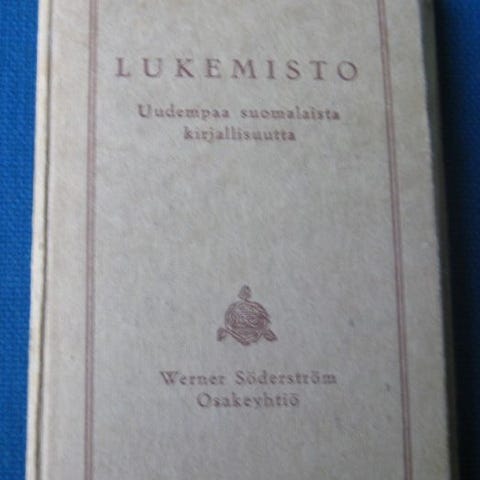 LUKEMISTO
Uudempaa suomalaista
kirjallisuutta
Werner Söderström
Osakeyhtiö